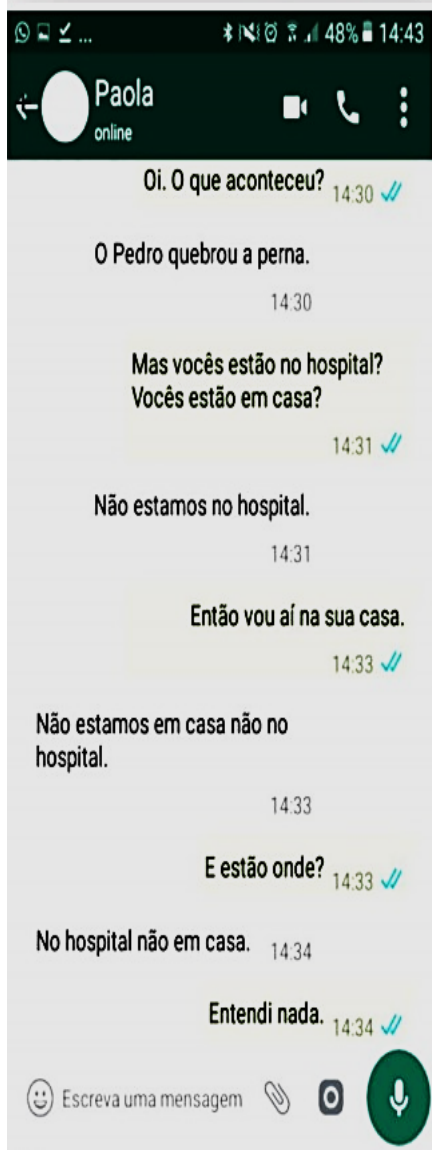 ... 48% 14:43
Paola
online
Oi. O que aconteceu? 14:30
O Pedro quebrou a perna.
14:30
Mas vocês estão no hospital?
Vocês estão em casa?
14:31
Não estamos no hospital.
14:31
Então vou aí na sua casa.
14:33
Não estamos em casa não no
hospital.
14:33
E estão onde? 14:33
No hospital não em casa. 14:34
Entendi nada. 14:34
Escreva uma mensagem